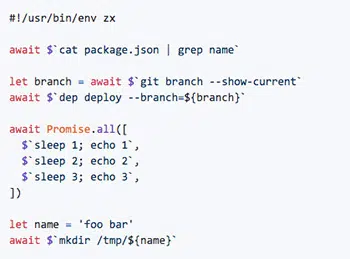 #!/usr/bin/env zx
await $`cat package.json | grep name`
let branch = await $`git branch --show-current`
await $`dep deploy --branch=${branch}`
await Promise.all([
  $`sleep 1; echo 1`,
  $`sleep 2; echo 2`,
  $`sleep 3; echo 3`,
])
let name = 'foo bar'
await $`mkdir /tmp/${name}`